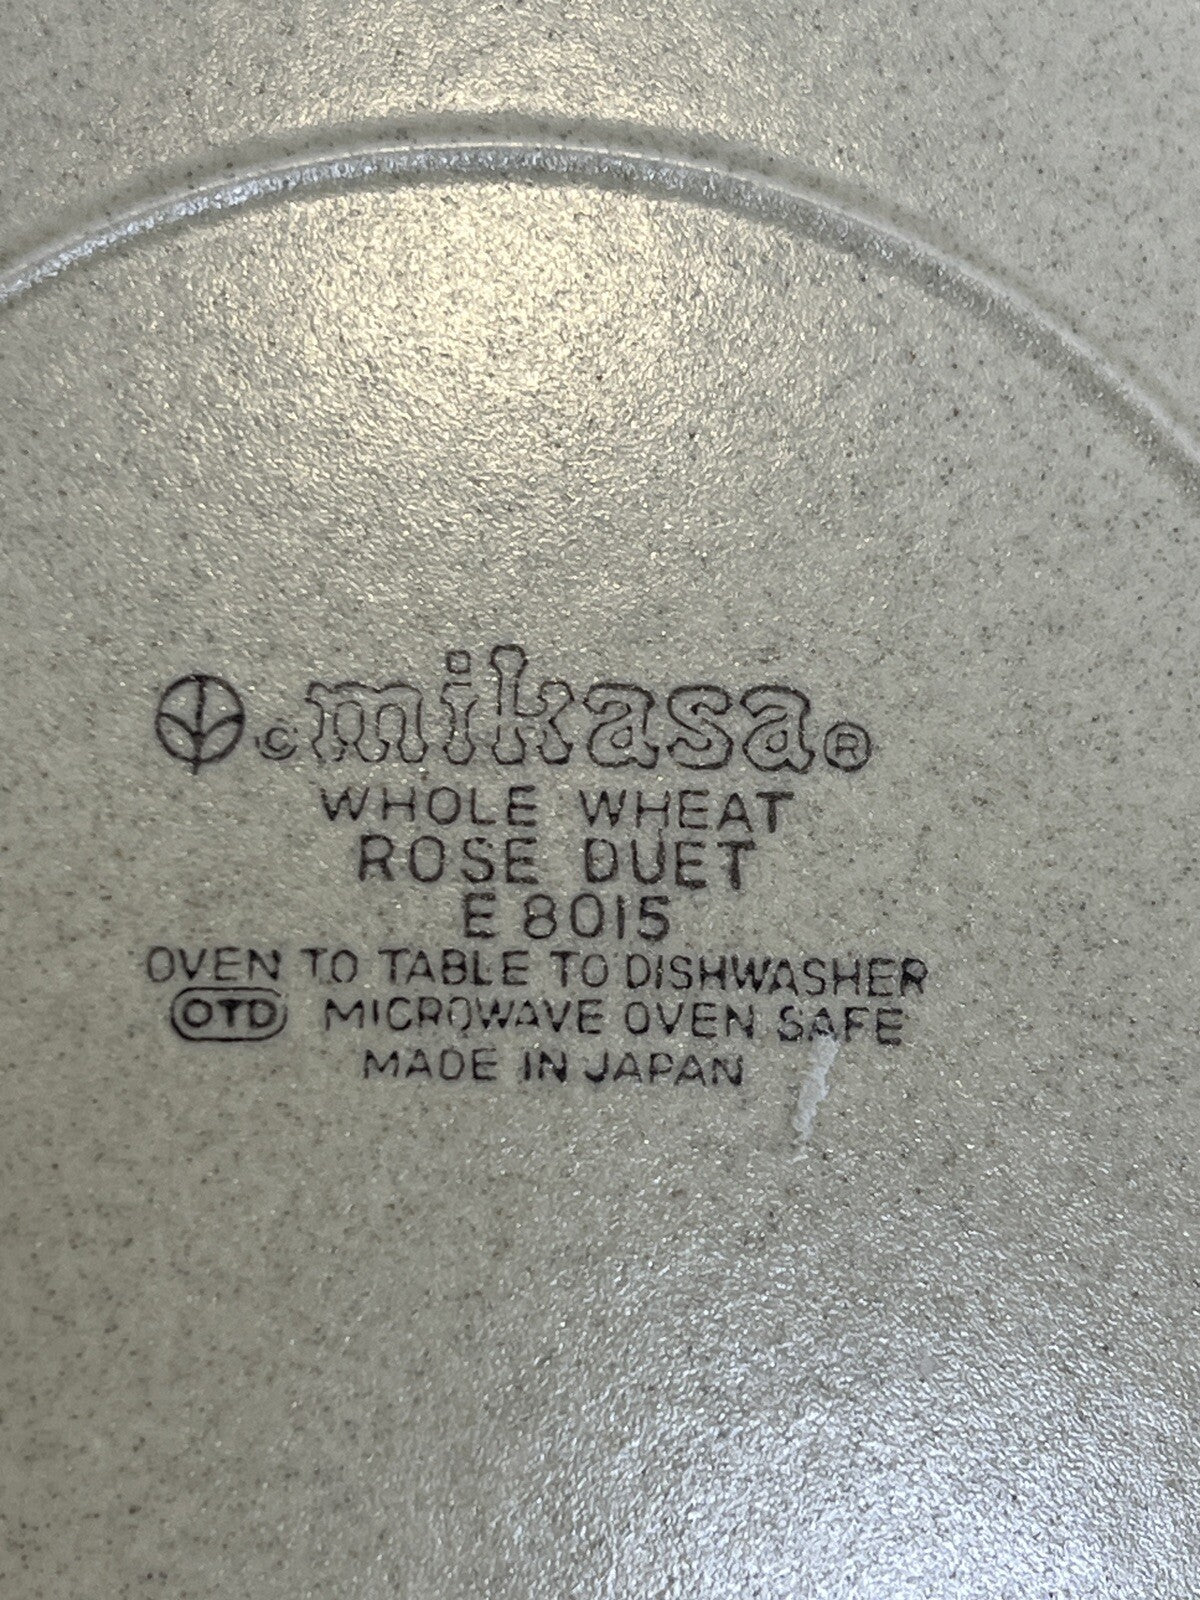 © mikasa ®
WHOLE WHEAT
ROSE DUET
E 8015
OVEN TO TABLE TO DISHWASHER
OTD MICROWAVE OVEN SAFE
MADE IN JAPAN